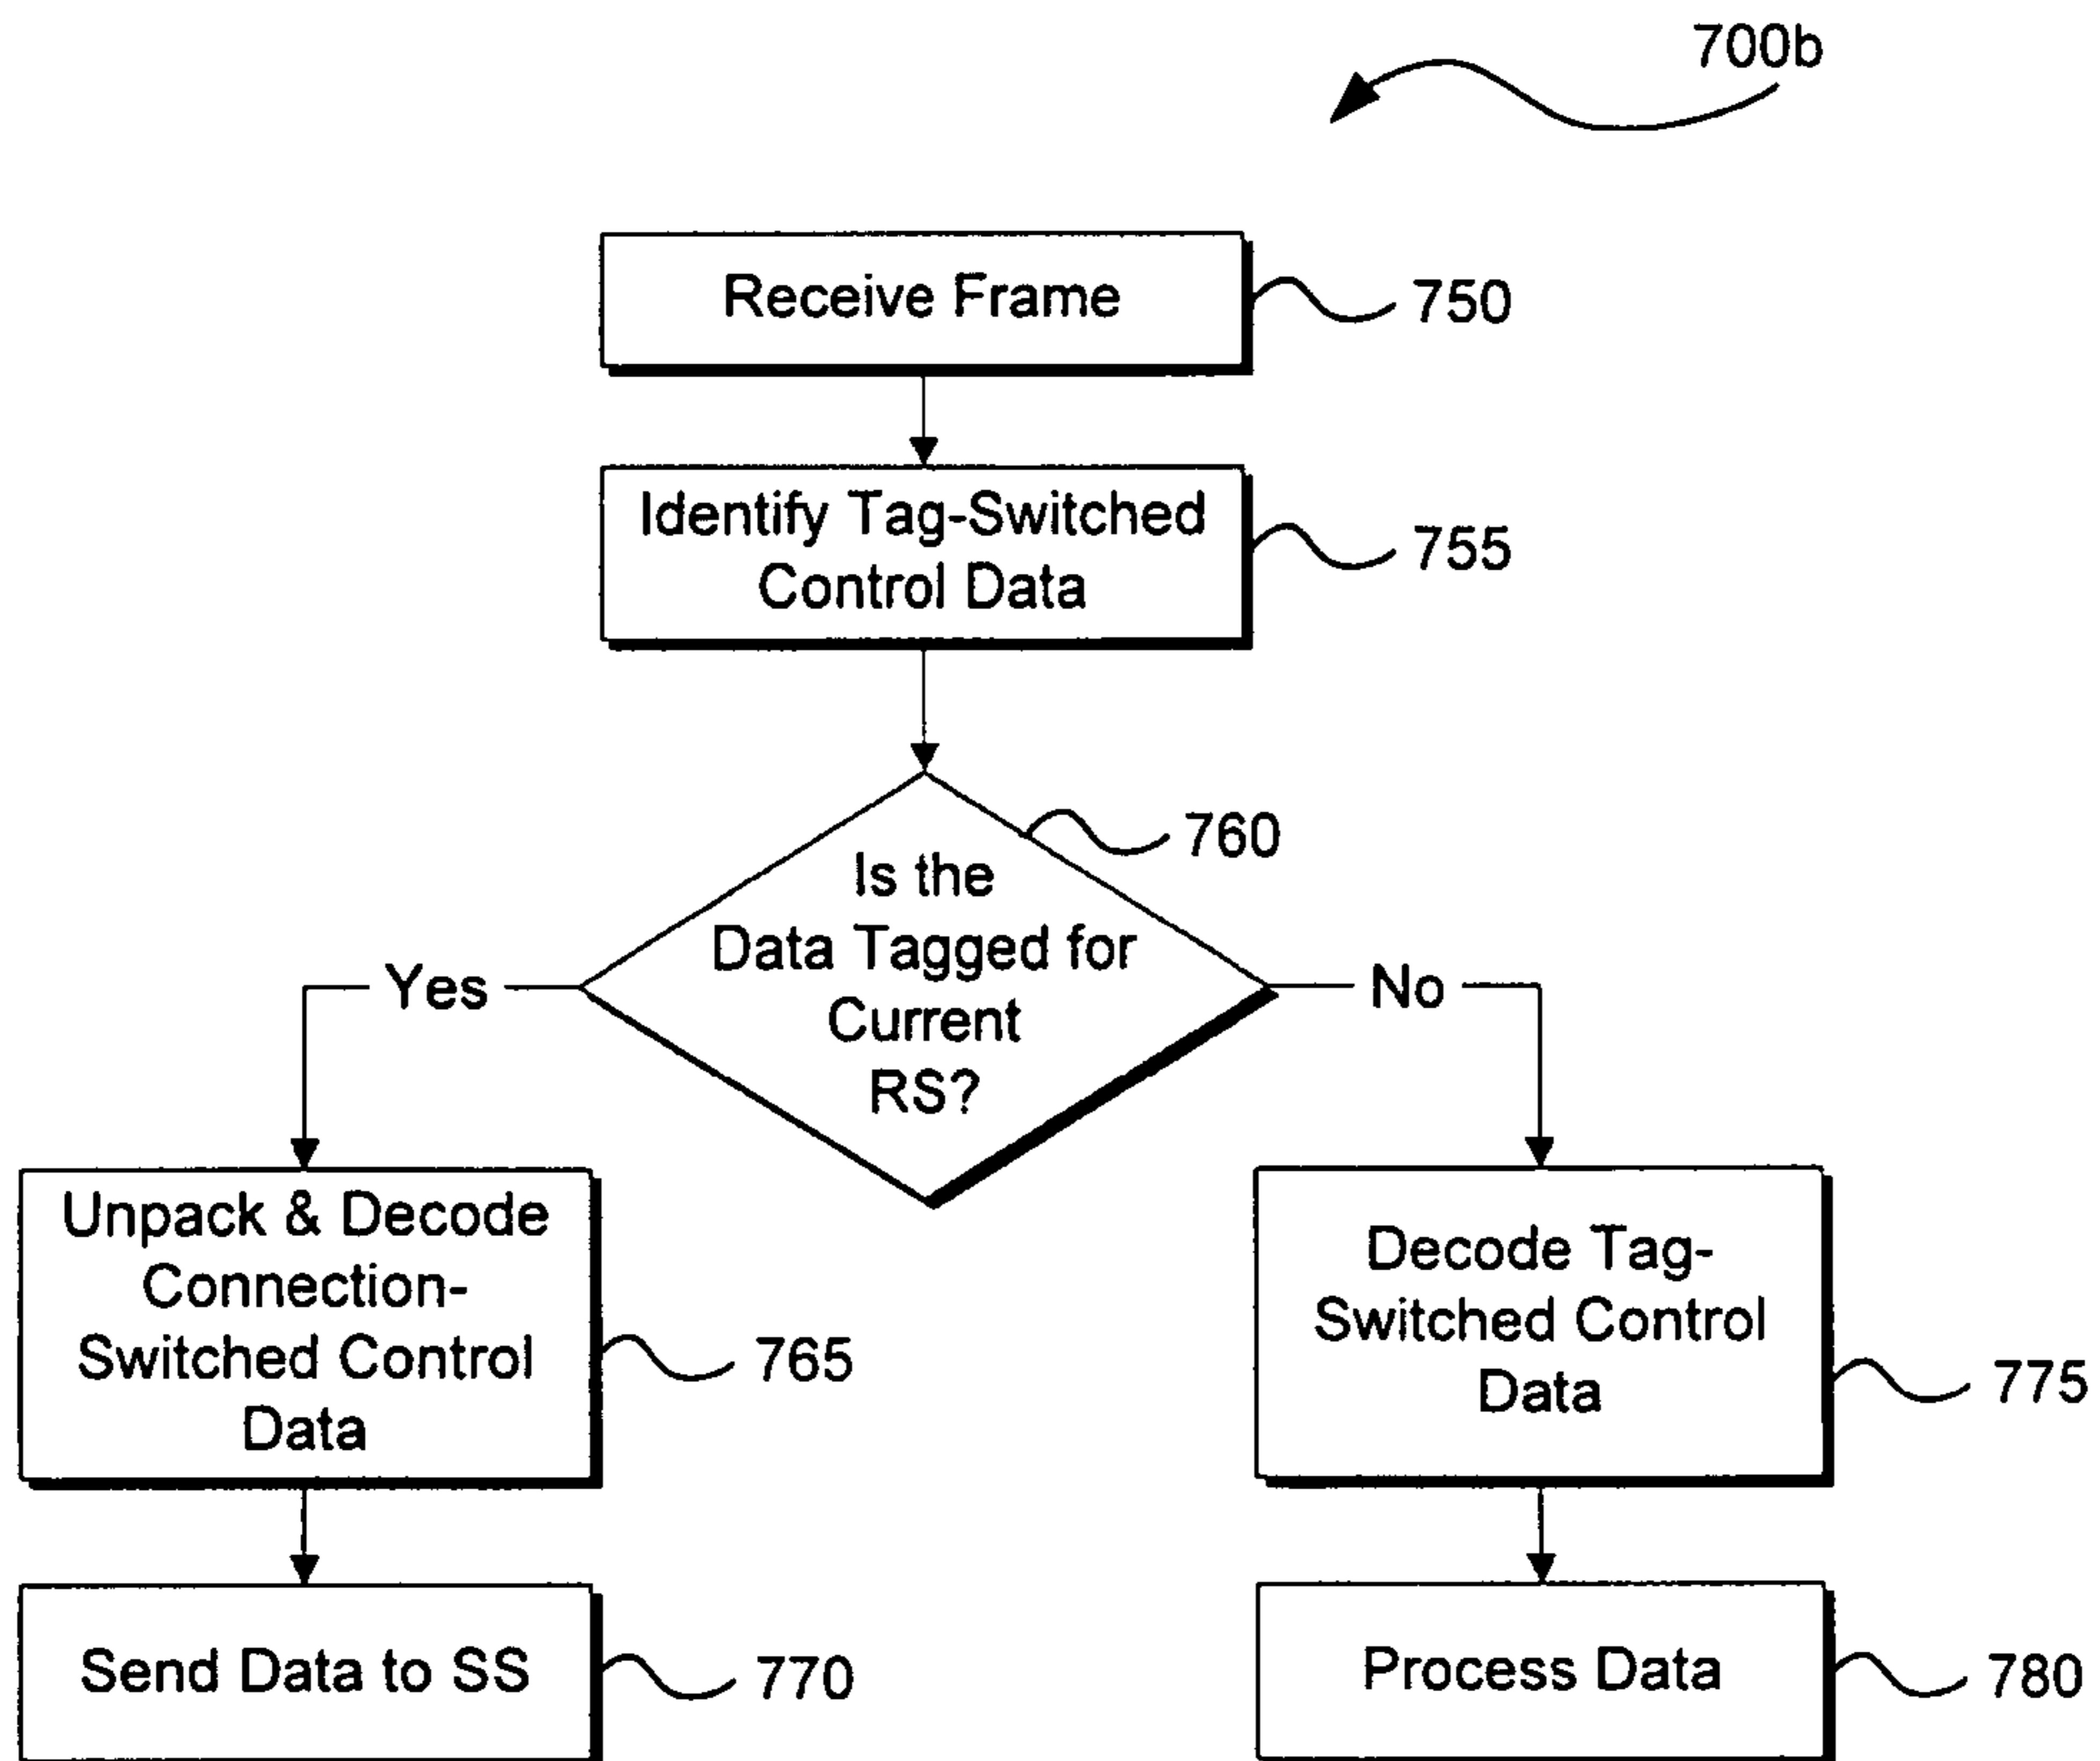 700b
Receive Frame
750
Identify Tag-Switched
Control Data
755
760
Is the
Data Tagged for
Current
RS?
Yes
No
Unpack & Decode
Connection-
Switched Control
Data
765
Decode Tag-
Switched Control
Data
775
Send Data to SS
770
Process Data
780